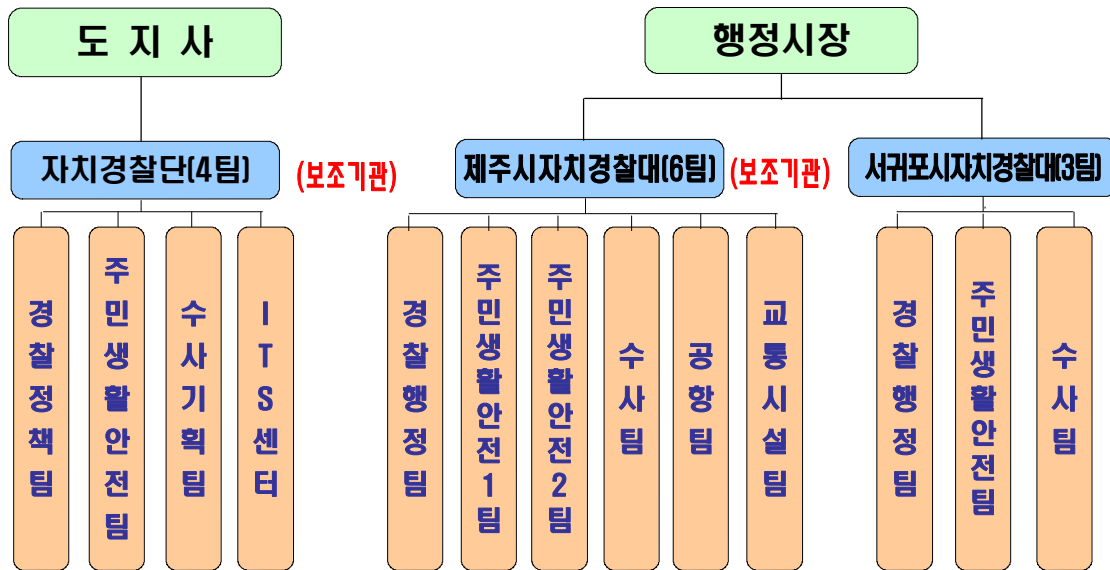 도 지 사
행정시장
자치경찰단(4팀)
(보조기관)
제주시자치경찰대(6팀)
(보조기관)
서귀포시자치경찰대(3팀)
경찰정책팀
주민생활안전팀
수사기획팀
ITS센터
경찰행정팀
주민생활안전1팀
주민생활안전2팀
수사팀
공항팀
교통시설팀
경찰행정팀
주민생활안전팀
수사팀